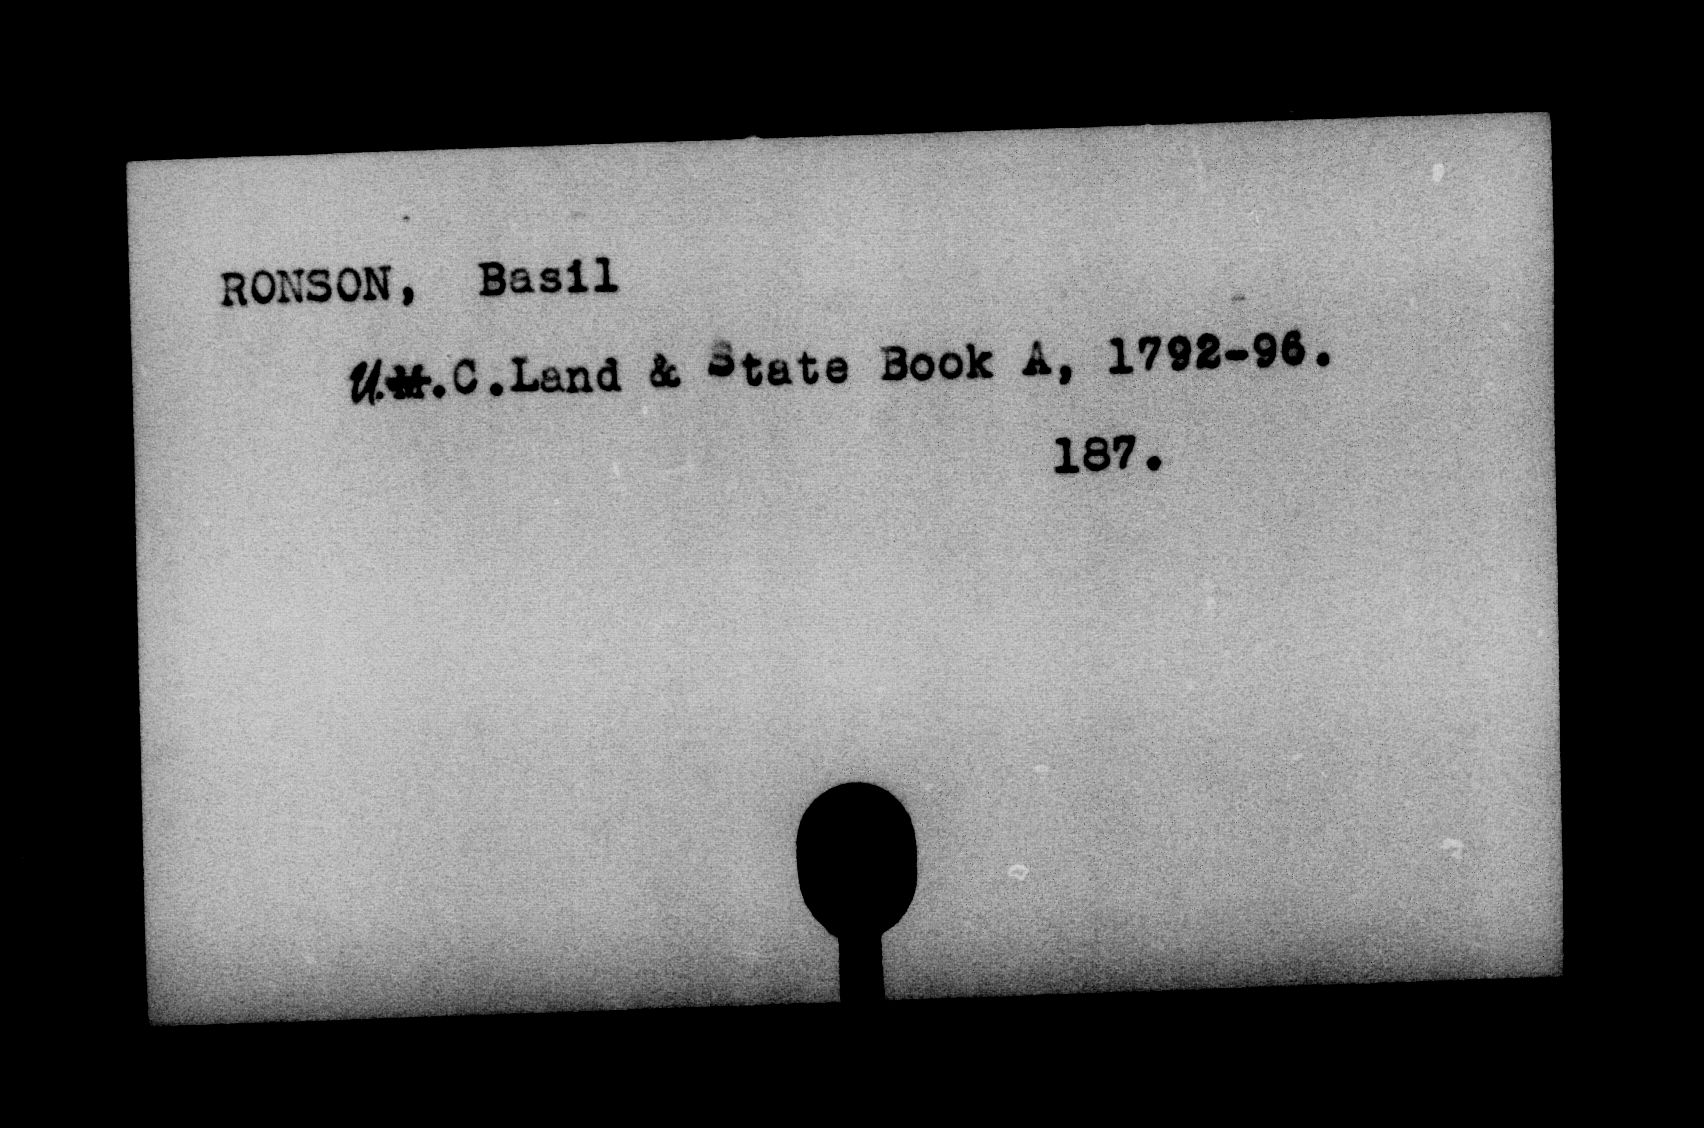 RONSON, Basil
U.C.Land & State Book A, 1792-96.
187.